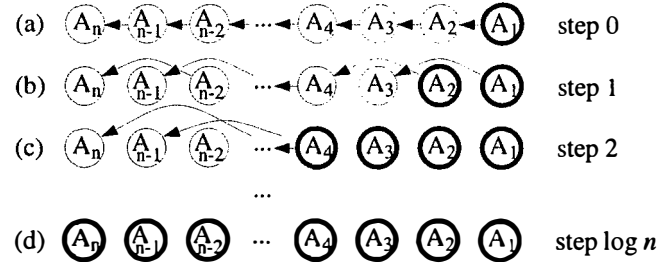 (a) An An-1 An-2 ... A4 A3 A2 A1 step 0
(b) An An-1 An-2 ... A4 A3 A2 A1 step 1
(c) An An-1 An-2 ... A4 A3 A2 A1 step 2
...
(d) An An-1 An-2 ... A4 A3 A2 A1 step log n